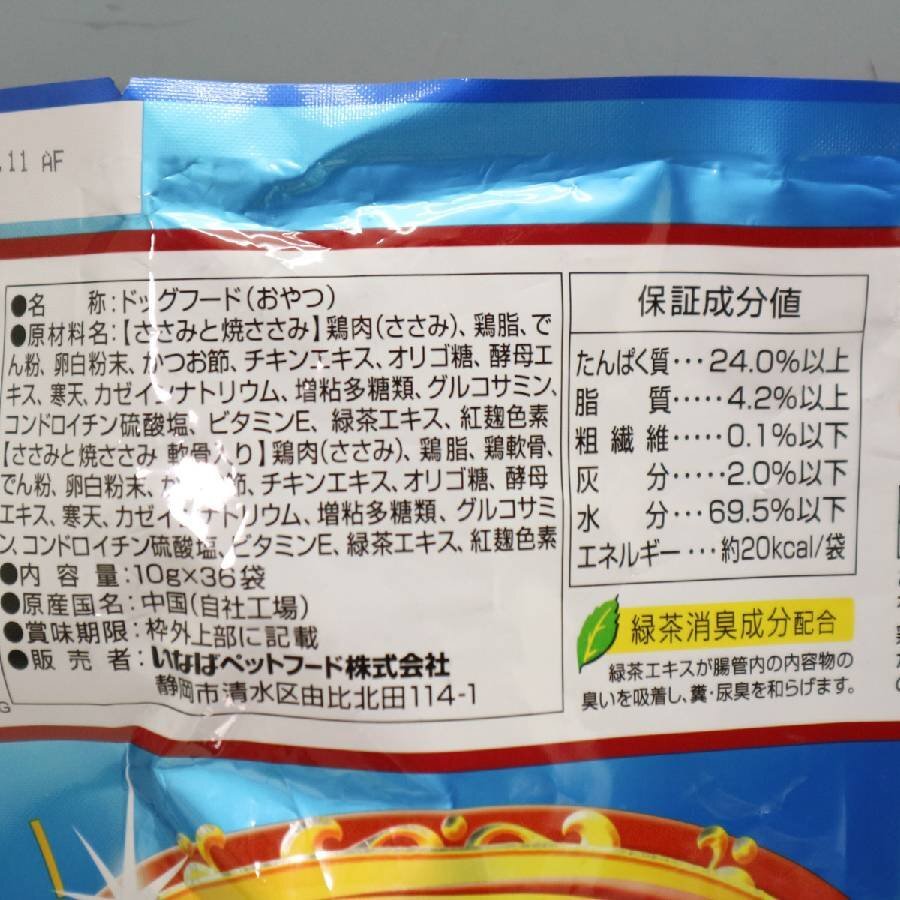 .11 AF
●名　称：ドッグフード（おやつ）
●原材料名：【ささみと焼ささみ】鶏肉（ささみ）、鶏脂、で
ん粉、卵白粉末、かつお節、チキンエキス、オリゴ糖、酵母エ
キス、寒天、カゼインナトリウム、増粘多糖類、グルコサミン、
コンドロイチン硫酸塩、ビタミンE、緑茶エキス、紅麹色素
【ささみと焼ささみ 軟骨入り】鶏肉（ささみ）、鶏脂、鶏軟骨、
でん粉、卵白粉末、かつお節、チキンエキス、オリゴ糖、酵母
エキス、寒天、カゼインナトリウム、増粘多糖類、グルコサミ
ン、コンドロイチン硫酸塩、ビタミンE、緑茶エキス、紅麹色素
●内容量：10g×36袋
●原産国名：中国（自社工場）
●賞味期限：枠外上部に記載
●販売者：いなばペットフード株式会社
静岡市清水区由比北田114-1
保証成分値
たんぱく質…24.0%以上
脂　質……4.2%以上
粗繊維……0.1%以下
灰　分……2.0%以下
水　分…69.5%以下
エネルギー…約20kcal/袋
緑茶消臭成分配合
緑茶エキスが腸管内の内容物の
臭いを吸着し、糞・尿臭を和らげます。